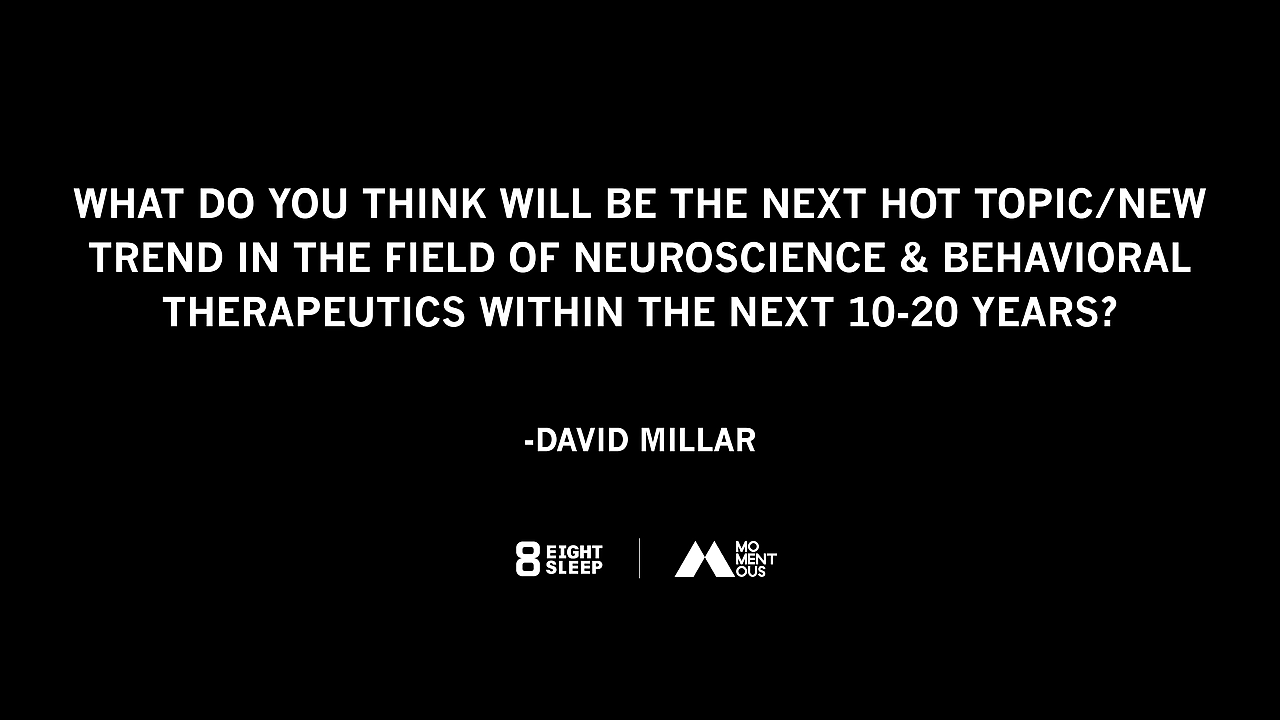 WHAT DO YOU THINK WILL BE THE NEXT HOT TOPIC/NEW
TREND IN THE FIELD OF NEUROSCIENCE & BEHAVIORAL
THERAPEUTICS WITHIN THE NEXT 10-20 YEARS?
-DAVID MILLAR
8 EIGHT
SLEEP
MO
MENT
OUS